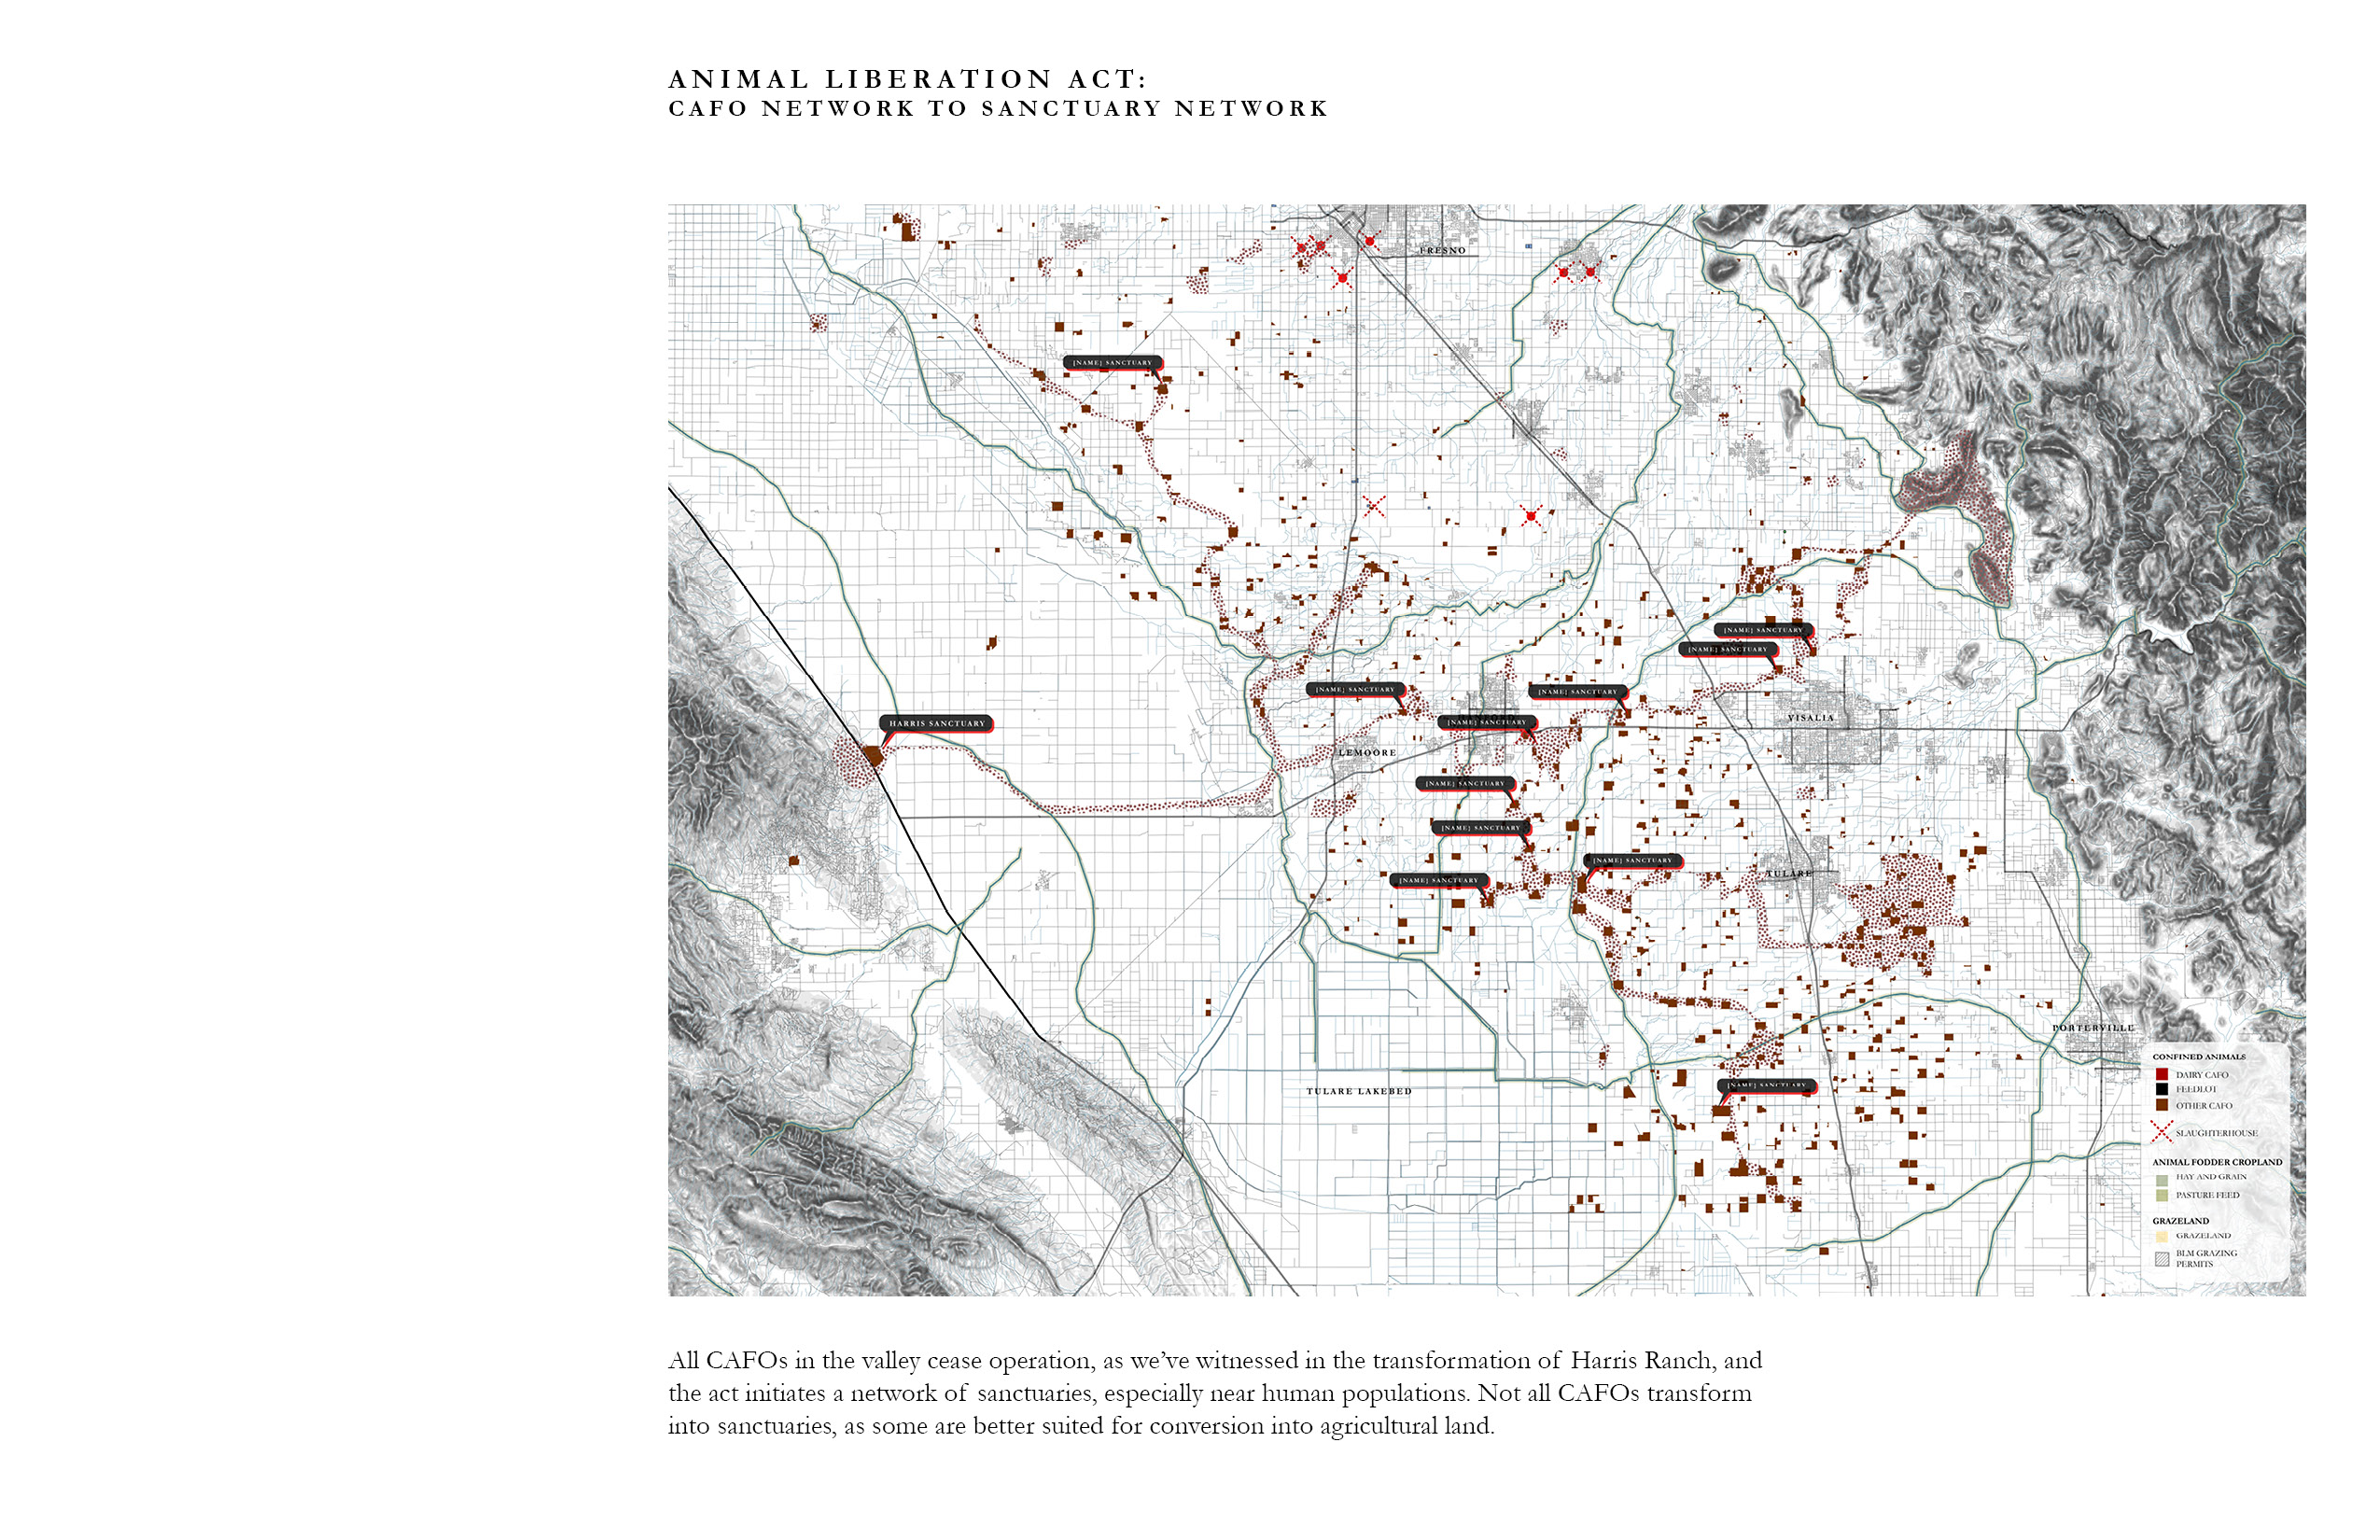 ANIMAL LIBERATION ACT:
CAFO NETWORK TO SANCTUARY NETWORK
FRESNO
[NAME] SANCTUARY
[NAME] SANCTUARY
[NAME] SANCTUARY
[NAME] SANCTUARY
[NAME] SANCTUARY
HARRIS SANCTUARY
[NAME] SANCTUARY
VISALIA
LEMOORE
[NAME] SANCTUARY
[NAME] SANCTUARY
[NAME] SANCTUARY
TULARE
[NAME] SANCTUARY
PORTERVILLE
[NAME] SANCTUARY
TULARE LAKEBED
CONFINED ANIMALS
DAIRY CAFO
FEEDLOT
OTHER CAFO
SLAUGHTERHOUSE
ANIMAL FODDER CROPLAND
HAY AND GRAIN
PASTURE FEED
GRAZELAND
GRAZELAND
BLM GRAZING
PERMITS
All CAFOs in the valley cease operation, as we’ve witnessed in the transformation of Harris Ranch, and
the act initiates a network of sanctuaries, especially near human populations. Not all CAFOs transform
into sanctuaries, as some are better suited for conversion into agricultural land.